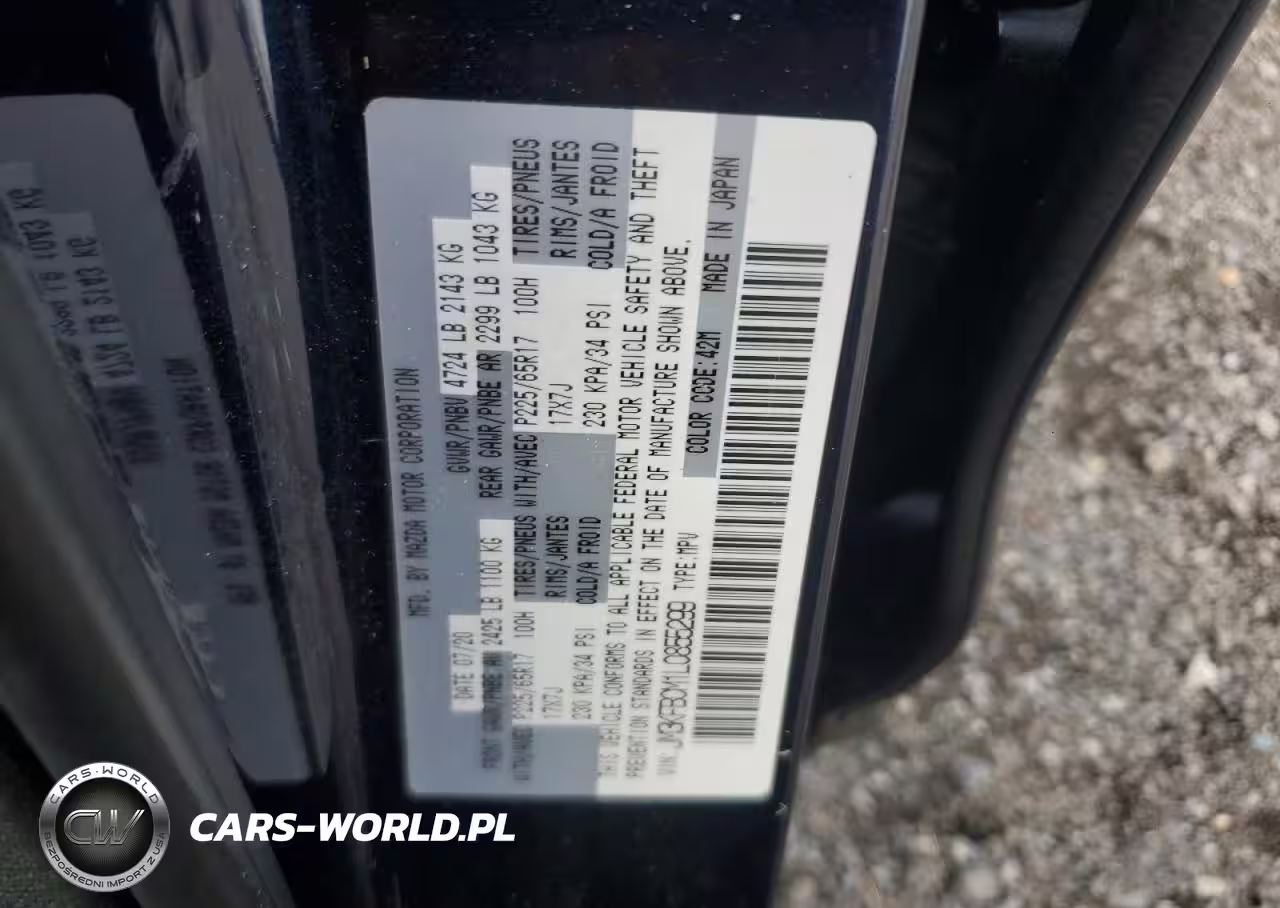 MFD. BY MAZDA MOTOR CORPORATION
DATE 07/20 GVWR/PNBV 4724 LB 2143 KG
FRONT GAWR/PNBE AV 2425 LB 1100 KG REAR GAWR/PNBE AR 2299 LB 1043 KG
WITH/AVEC P225/65R17 100H TIRES/PNEUS WITH/AVEC P225/65R17 100H TIRES/PNEUS
17X7J RIMS/JANTES 17X7J RIMS/JANTES
230 KPA/34 PSI COLD/A FROID 230 KPA/34 PSI COLD/A FROID
THIS VEHICLE CONFORMS TO ALL APPLICABLE FEDERAL MOTOR VEHICLE SAFETY AND THEFT
PREVENTION STANDARDS IN EFFECT ON THE DATE OF MANUFACTURE SHOWN ABOVE.
VIN JM3KFBCM1L0855299 TYPE:MPV COLOR CODE:42M MADE IN JAPAN
CARS-WORLD
CW
BEZPOŚREDNI IMPORT Z USA
CARS-WORLD.PL